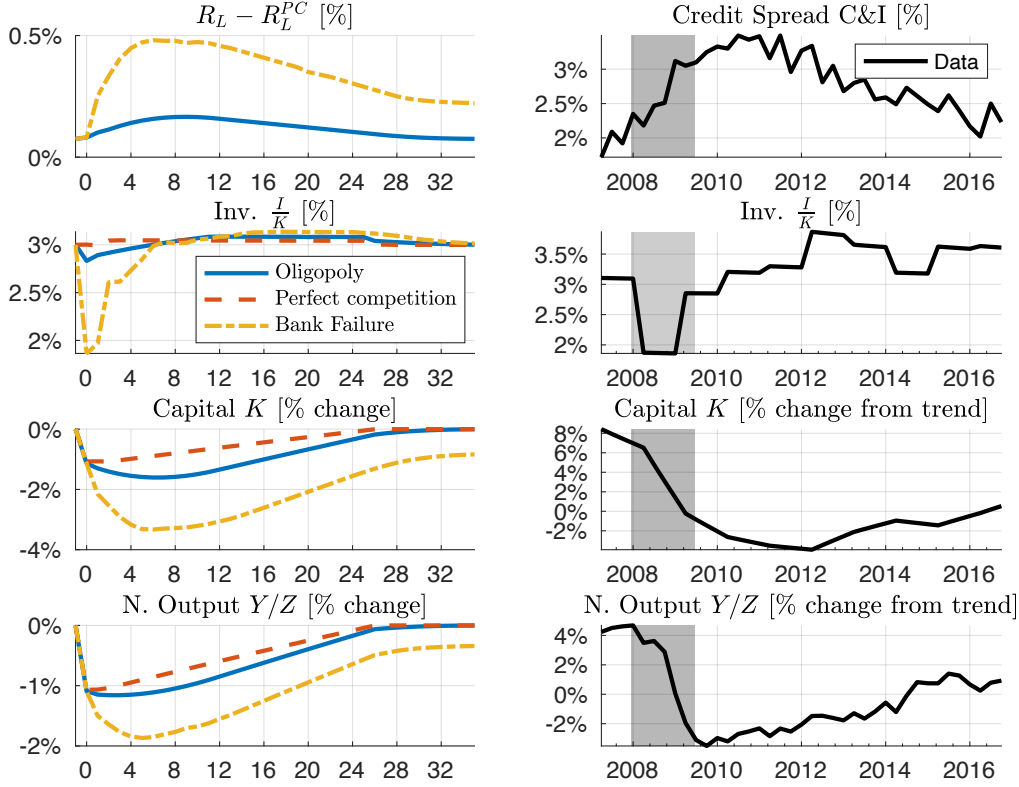 R_L − R_L^{PC} [%]
0.5%
0%
0 4 8 12 16 20 24 28 32
Credit Spread C&I [%]
Data
3%
2.5%
2%
2008 2010 2012 2014 2016
Inv. I/K [%]
3%
2.5%
2%
Oligopoly
Perfect competition
Bank Failure
0 4 8 12 16 20 24 28 32
Inv. I/K [%]
3.5%
3%
2.5%
2%
2008 2010 2012 2014 2016
Capital K [% change]
0%
-2%
-4%
0 4 8 12 16 20 24 28 32
Capital K [% change from trend]
8%
6%
4%
2%
0%
-2%
2008 2010 2012 2014 2016
N. Output Y/Z [% change]
0%
-1%
-2%
0 4 8 12 16 20 24 28 32
N. Output Y/Z [% change from trend]
4%
2%
0%
-2%
2008 2010 2012 2014 2016